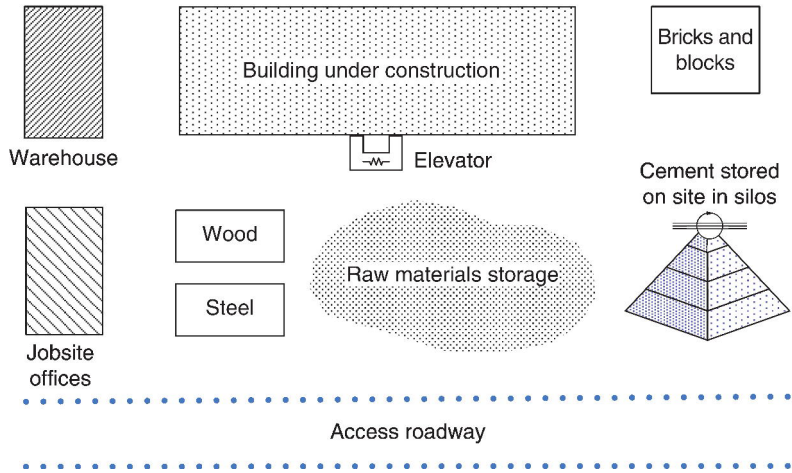 Building under construction
Bricks and
blocks
Warehouse
Elevator
Cement stored
on site in silos
Wood
Raw materials storage
Steel
Jobsite
offices
Access roadway